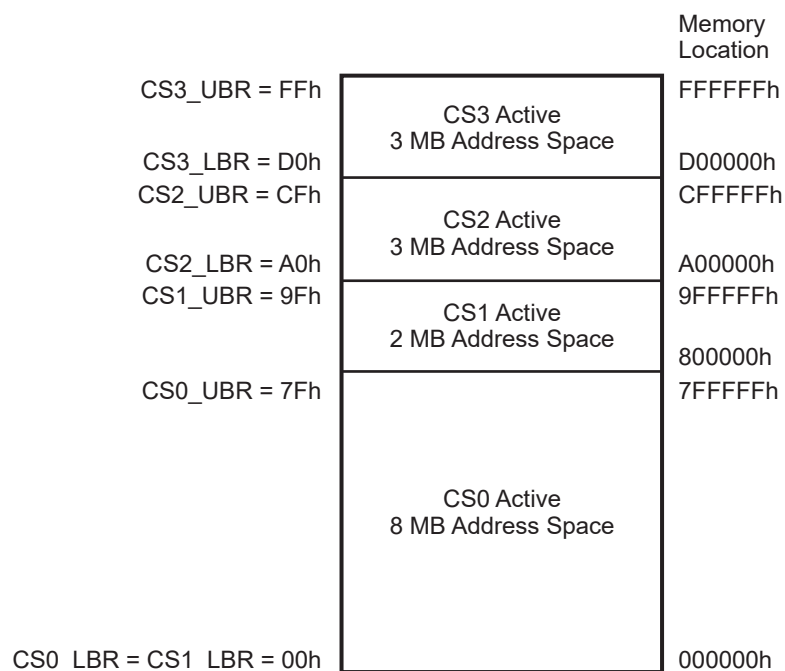 Memory
Location
CS3_UBR = FFh
FFFFFFh
CS3 Active
3 MB Address Space
CS3_LBR = D0h
D00000h
CS2_UBR = CFh
CFFFFFh
CS2 Active
3 MB Address Space
CS2_LBR = A0h
A00000h
CS1_UBR = 9Fh
9FFFFFh
CS1 Active
2 MB Address Space
800000h
CS0_UBR = 7Fh
7FFFFFh
CS0 Active
8 MB Address Space
CS0_LBR = CS1_LBR = 00h
000000h